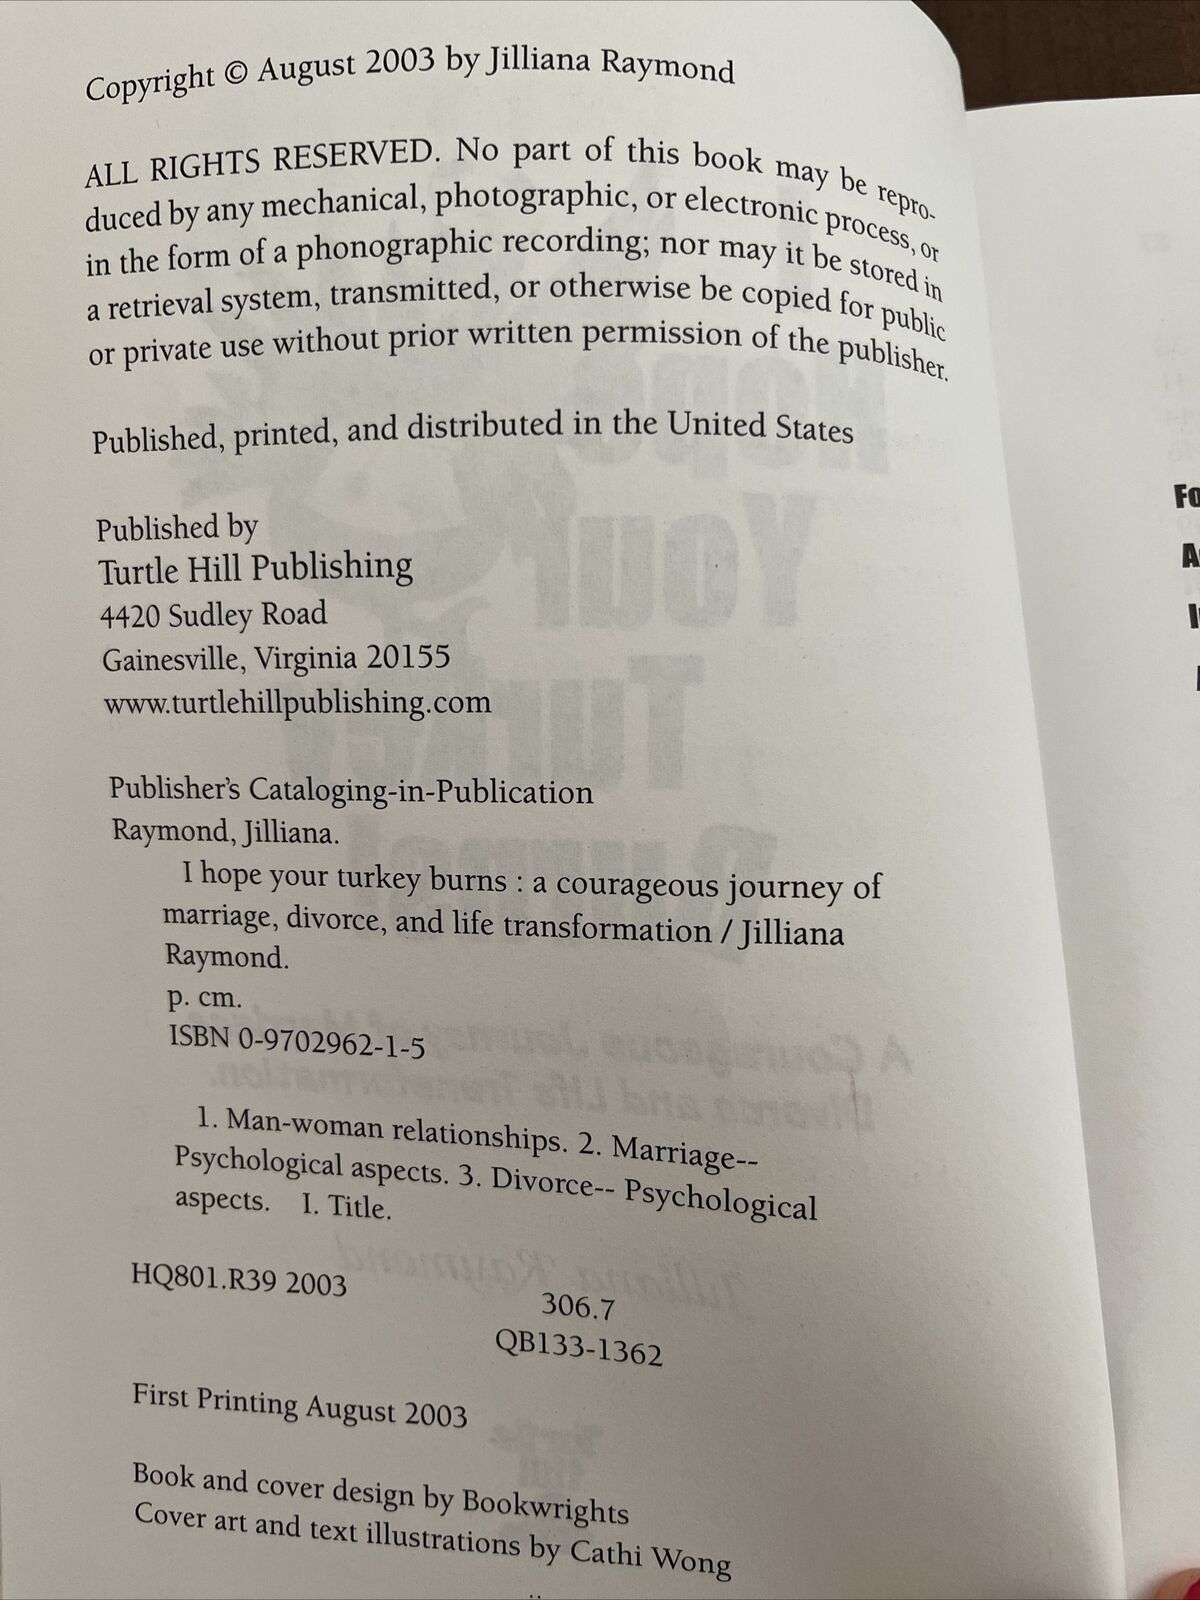 Copyright © August 2003 by Jilliana Raymond
ALL RIGHTS RESERVED. No part of this book may be repro-
duced by any mechanical, photographic, or electronic process, or
in the form of a phonographic recording; nor may it be stored in
a retrieval system, transmitted, or otherwise be copied for public
or private use without prior written permission of the publisher.
Published, printed, and distributed in the United States
Published by
Turtle Hill Publishing
4420 Sudley Road
Gainesville, Virginia 20155
www.turtlehillpublishing.com
Publisher's Cataloging-in-Publication
Raymond, Jilliana.
I hope your turkey burns : a courageous journey of
marriage, divorce, and life transformation / Jilliana
Raymond.
p. cm.
ISBN 0-9702962-1-5
1. Man-woman relationships. 2. Marriage--
Psychological aspects. 3. Divorce-- Psychological
aspects. I. Title.
HQ801.R39 2003
306.7
QB133-1362
First Printing August 2003
Book and cover design by Bookwrights
Cover art and text illustrations by Cathi Wong
Fo